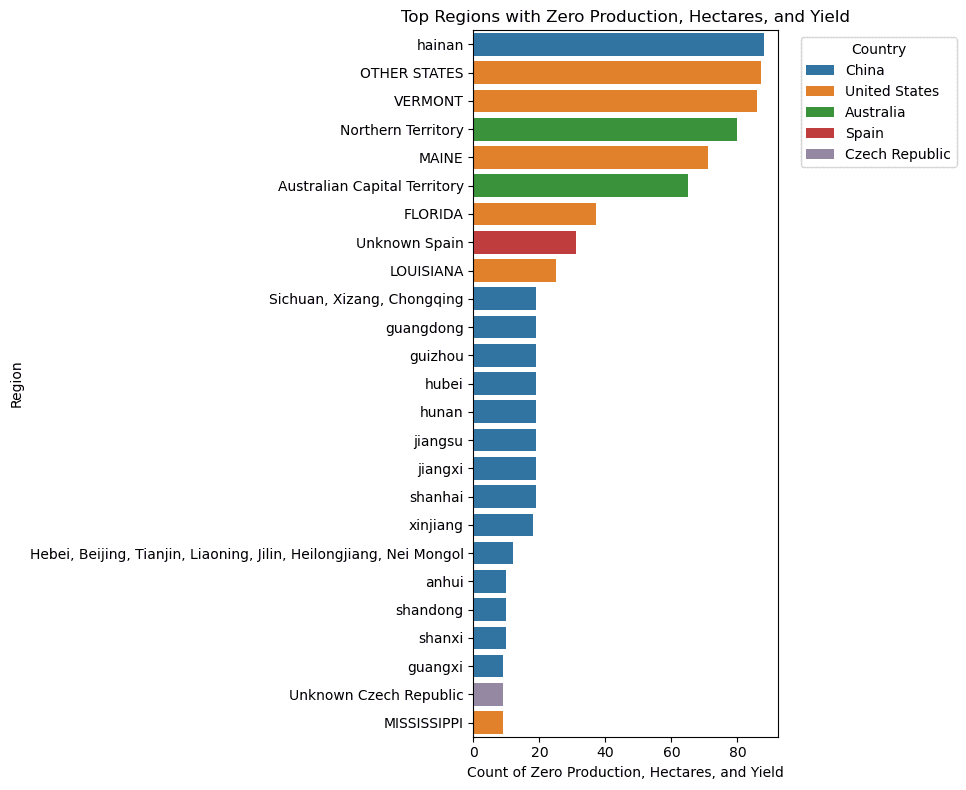 Top Regions with Zero Production, Hectares, and Yield
Region
hainan
OTHER STATES
VERMONT
Northern Territory
MAINE
Australian Capital Territory
FLORIDA
Unknown Spain
LOUISIANA
Sichuan, Xizang, Chongqing
guangdong
guizhou
hubei
hunan
jiangsu
jiangxi
shanhai
xinjiang
Hebei, Beijing, Tianjin, Liaoning, Jilin, Heilongjiang, Nei Mongol
anhui
shandong
shanxi
guangxi
Unknown Czech Republic
MISSISSIPPI
0 20 40 60 80
Count of Zero Production, Hectares, and Yield
Country
China
United States
Australia
Spain
Czech Republic